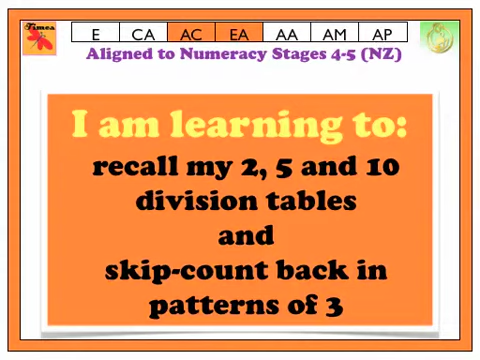 Timea
E CA AC EA AA AM AP
Aligned to Numeracy Stages 4-5 (NZ)
I am learning to:
recall my 2, 5 and 10
division tables
and
skip-count back in
patterns of 3